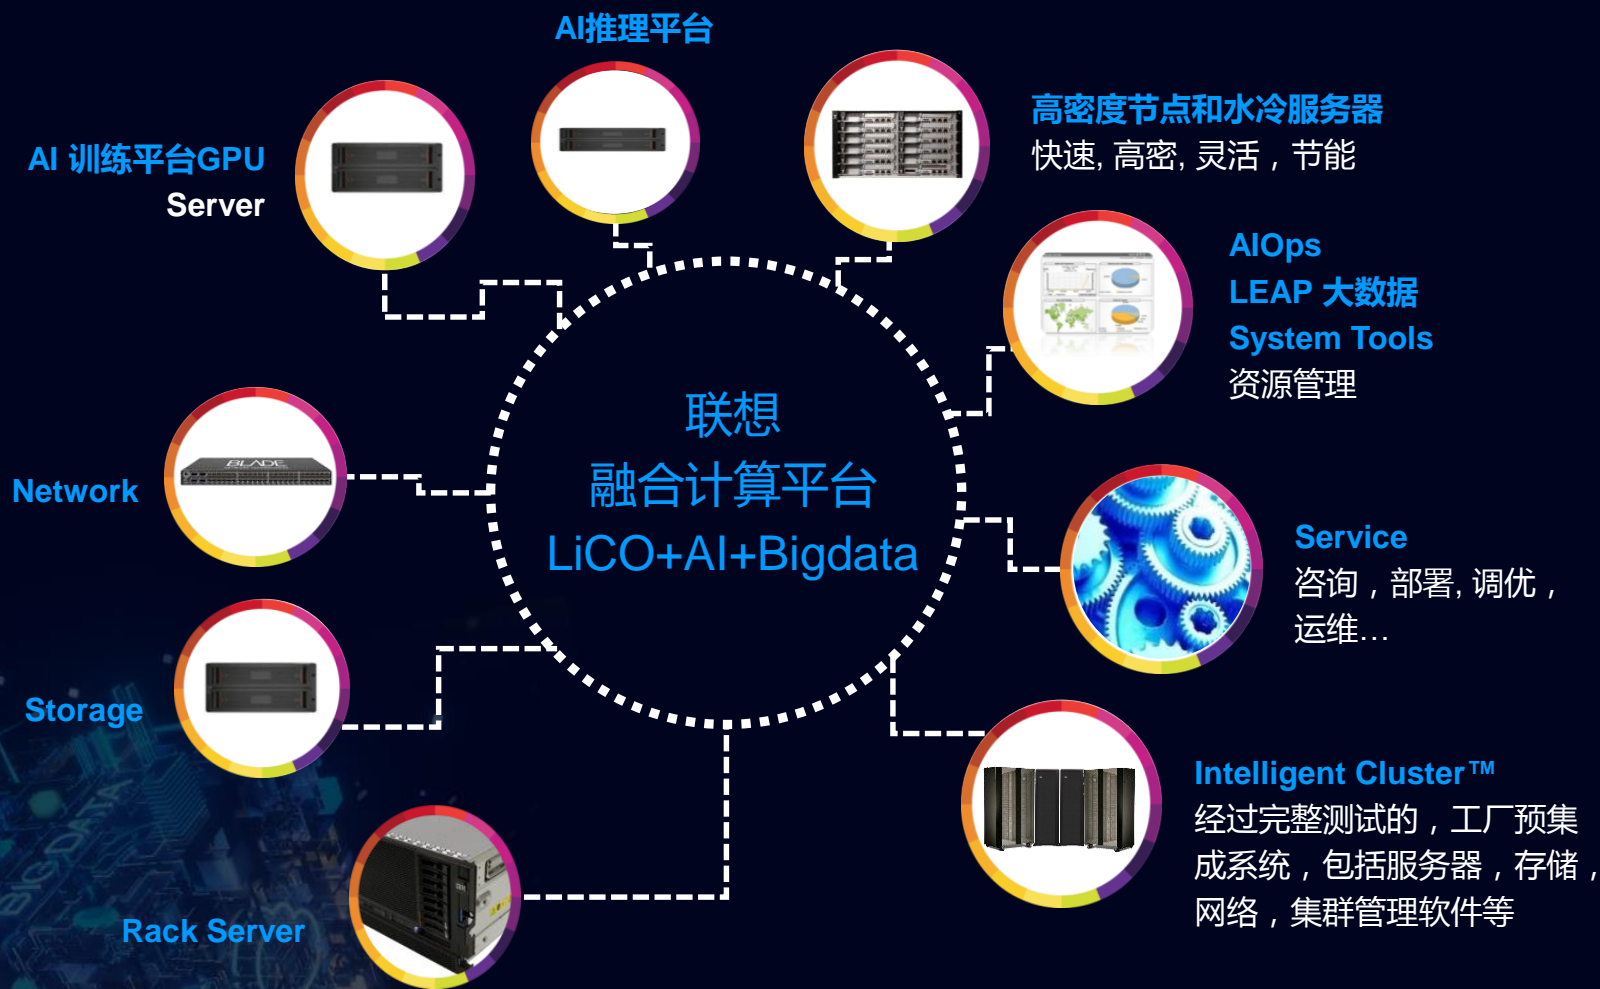 AI推理平台
AI 训练平台GPU
Server
高密度节点和水冷服务器
快速, 高密, 灵活，节能
AIOps
LEAP 大数据
System Tools
资源管理
联想
融合计算平台
LiCO+AI+Bigdata
BLADE
Network
Service
咨询，部署, 调优，
运维…
Storage
Intelligent Cluster™
经过完整测试的，工厂预集
成系统，包括服务器，存储，
网络，集群管理软件等
IBM
Rack Server
BIG DATA